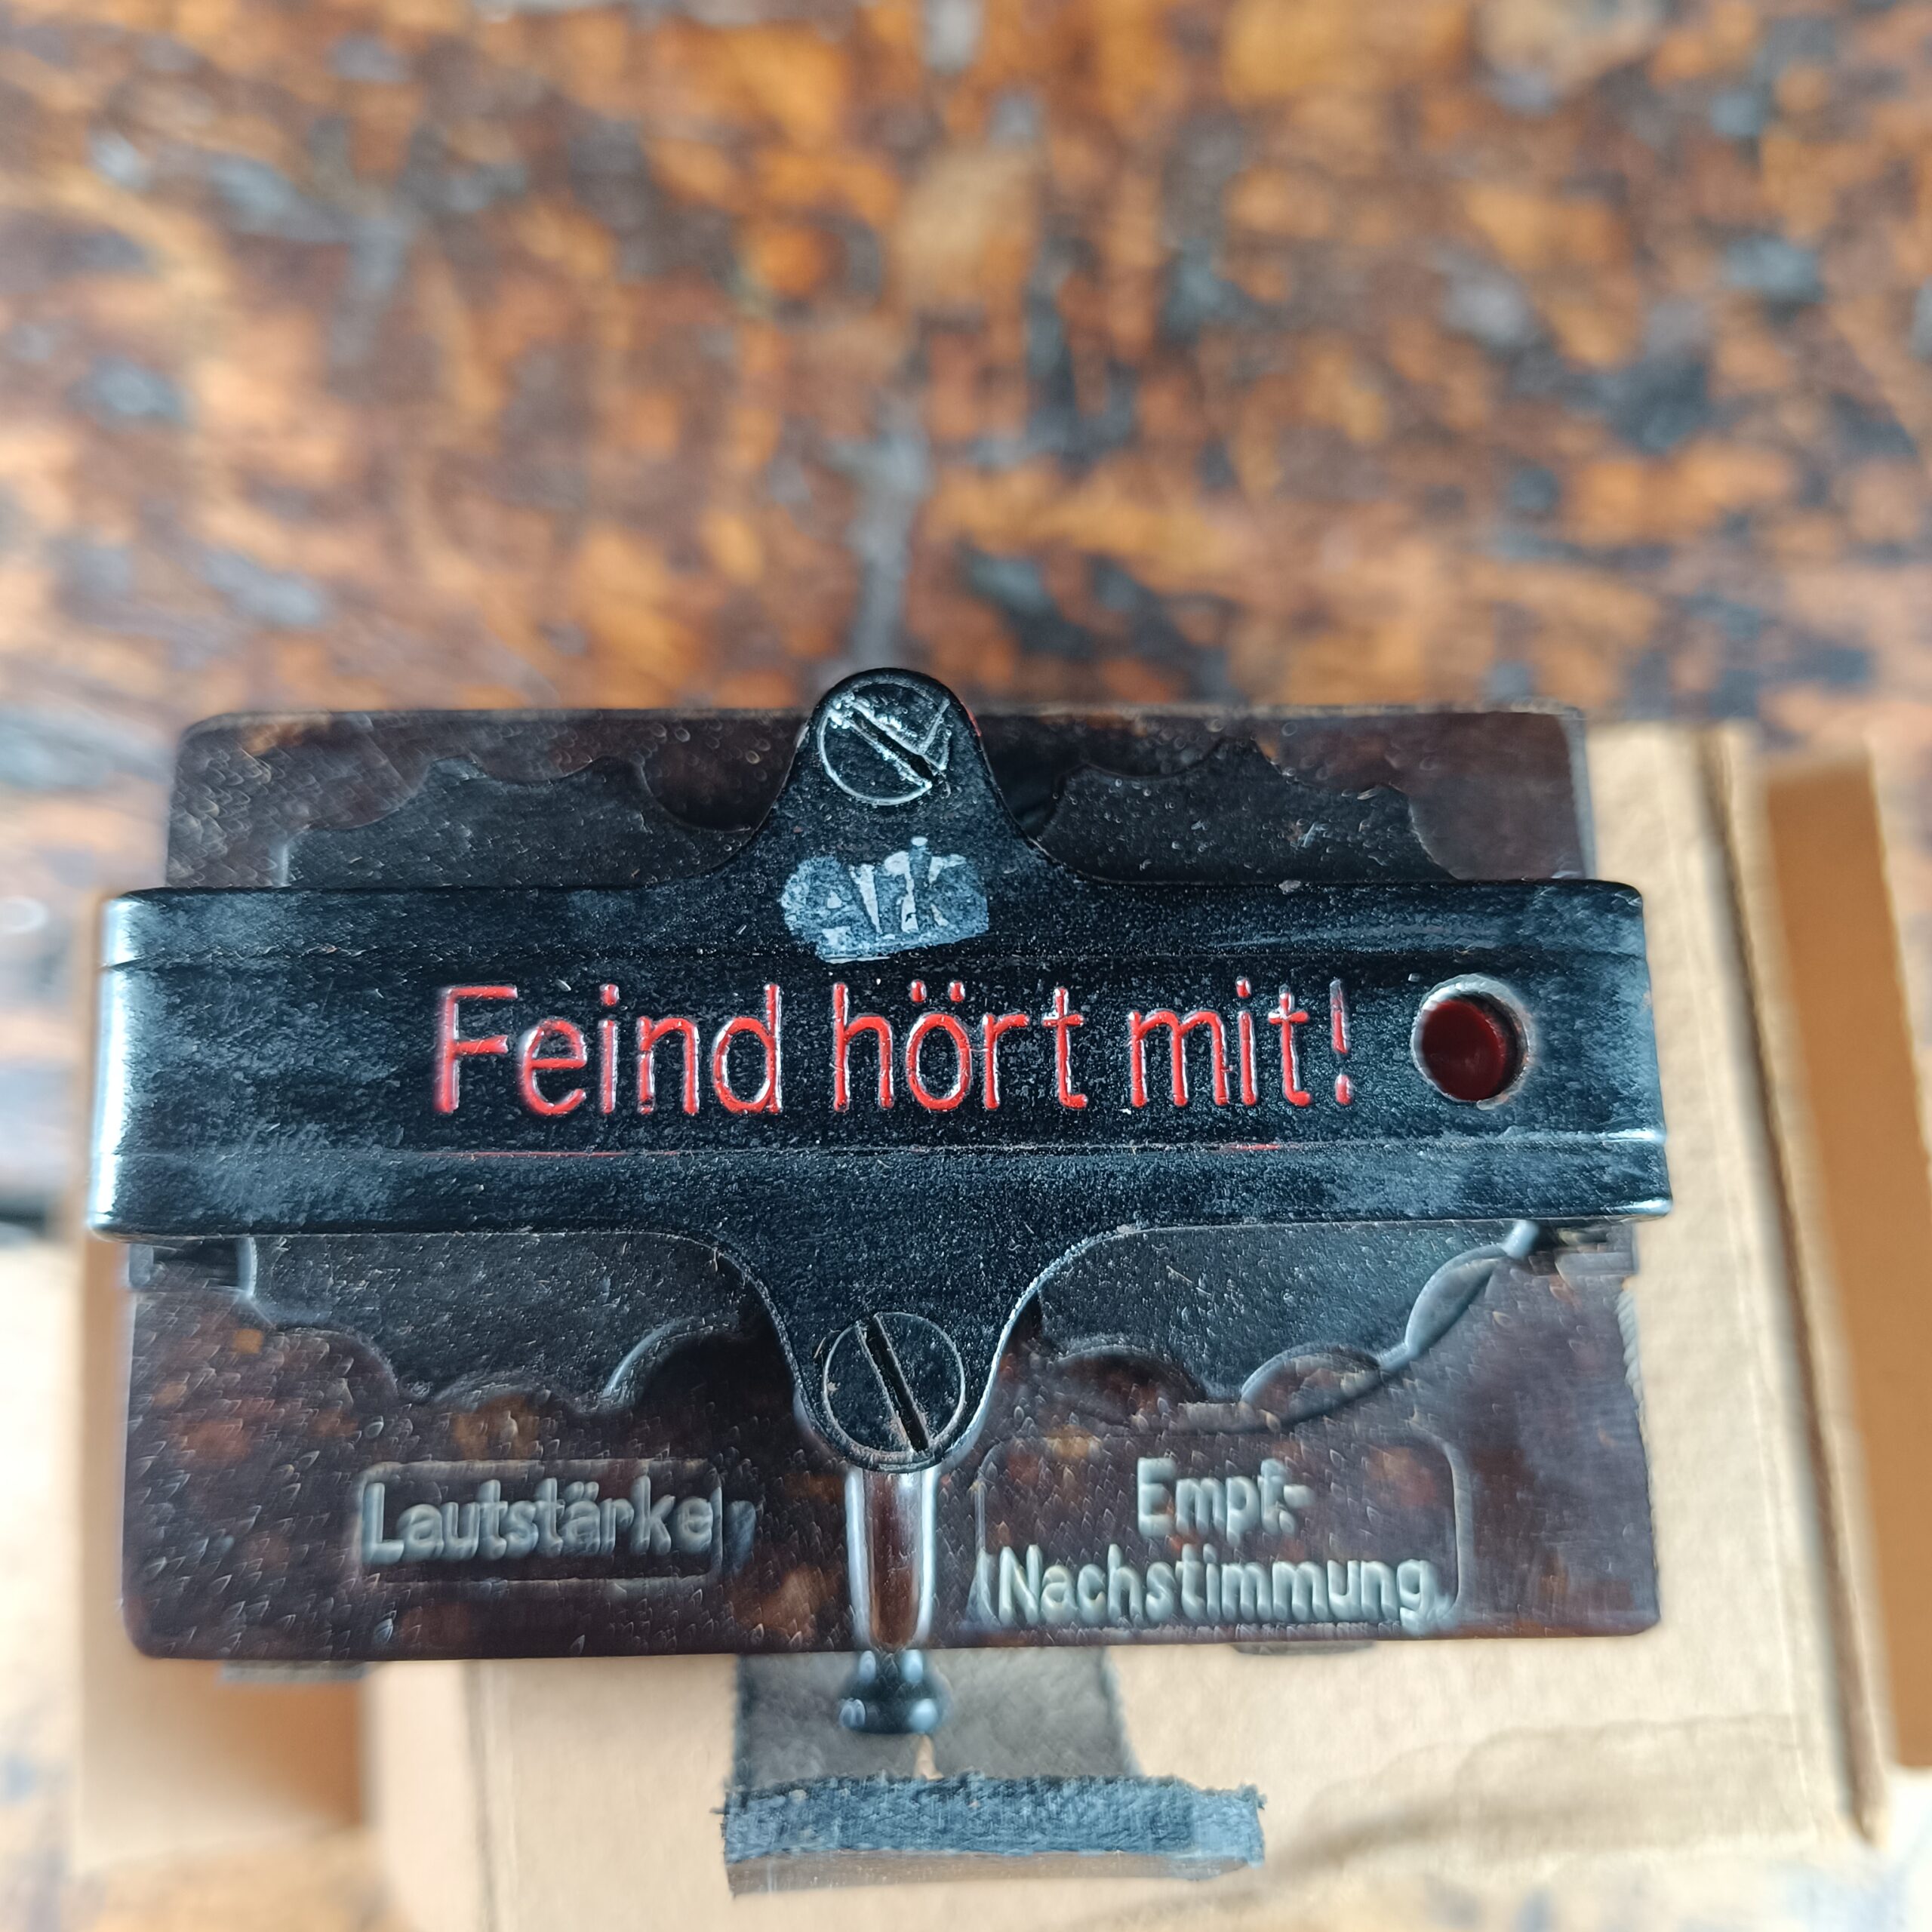 Feind hört mit!
Lautstärke
Empf.-
Nachstimmung